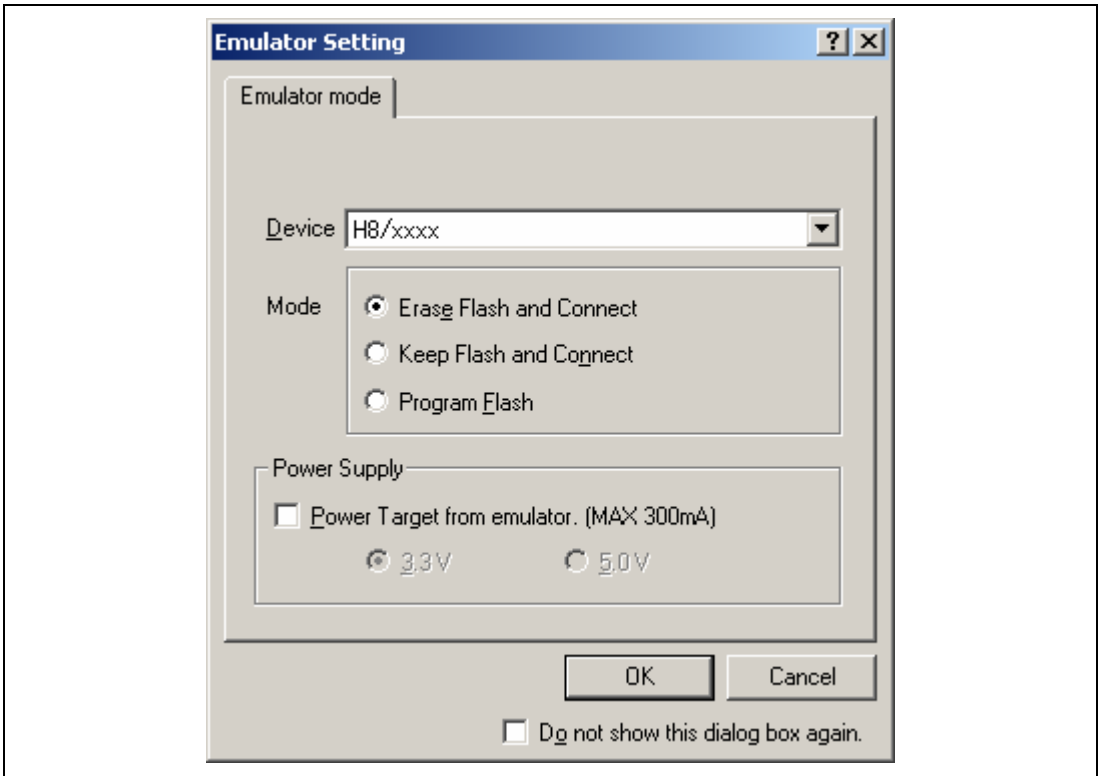 Emulator Setting
Emulator mode
Device H8/xxxx
Mode
Erase Flash and Connect
Keep Flash and Connect
Program Flash
Power Supply
Power Target from emulator. (MAX 300mA)
3.3V 5.0V
OK Cancel
Do not show this dialog box again.